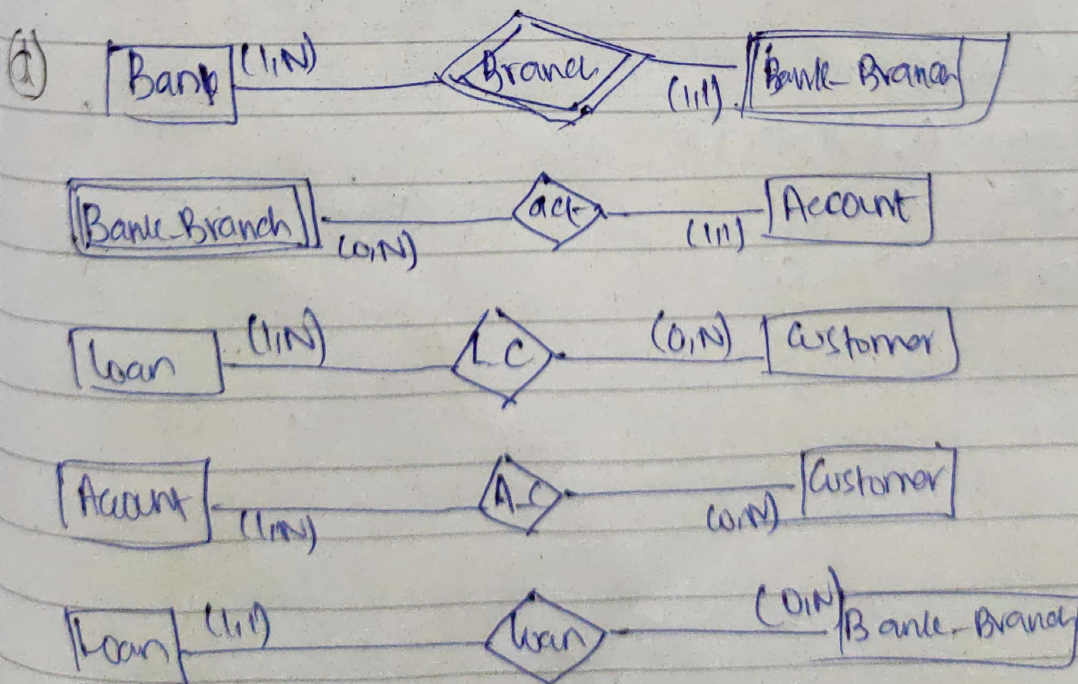 d) Bank (1,N) Branch (1,1) Bank-Branch
Bank-Branch (0,N) act (1,1) Account
Loan (1,N) L-C (0,N) Customer
Account (1,N) A-C (0,N) Customer
Loan (1,1) loan (0,N) Bank-Branch